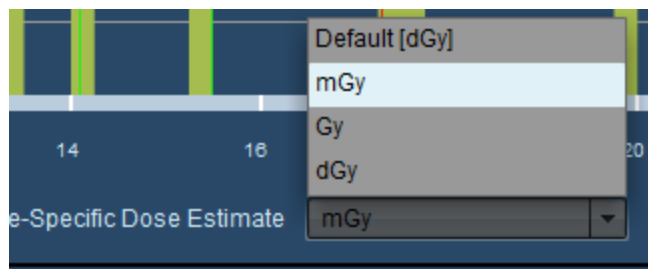 Default [dGy]
mGy
Gy
dGy
14 16 20
e-Specific Dose Estimate mGy